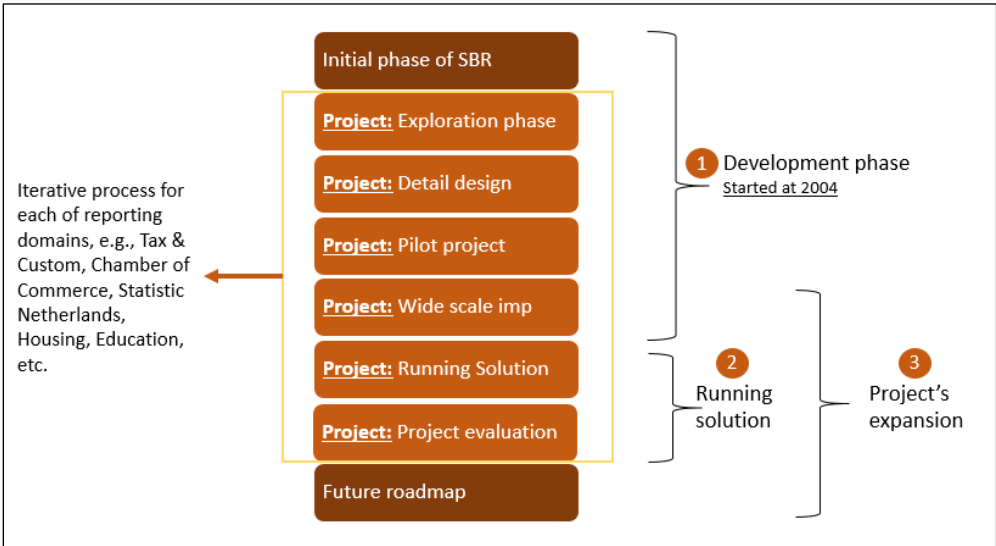 Initial phase of SBR
Project: Exploration phase
Project: Detail design
Project: Pilot project
Project: Wide scale imp
Project: Running Solution
Project: Project evaluation
Future roadmap
Iterative process for
each of reporting
domains, e.g., Tax &
Custom, Chamber of
Commerce, Statistic
Netherlands,
Housing, Education,
etc.
1 Development phase
Started at 2004
2
Running
solution
3
Project's
expansion